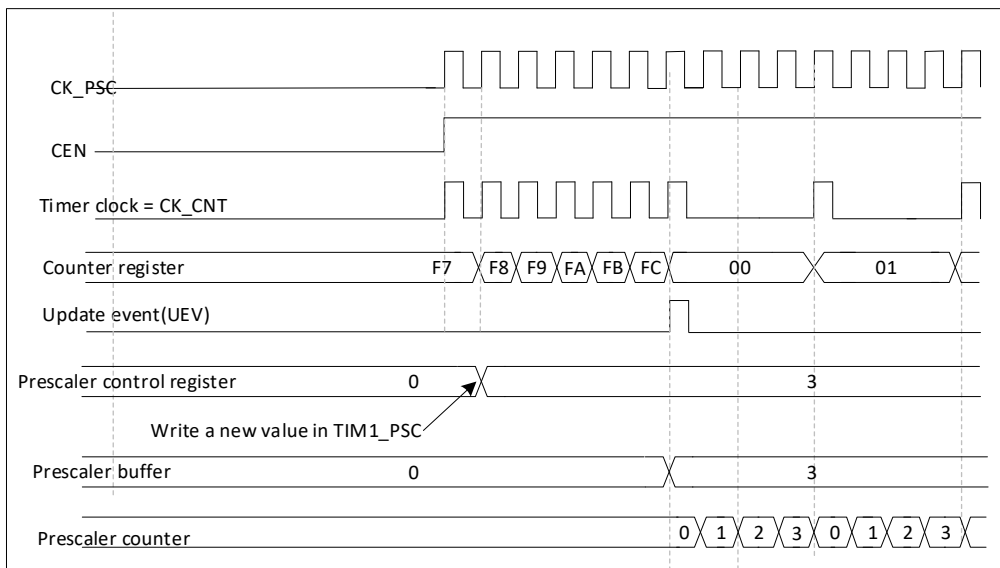 CK_PSC
CEN
Timer clock = CK_CNT
Counter register F7 F8 F9 FA FB FC 00 01
Update event(UEV)
Prescaler control register 0 3
Write a new value in TIM1_PSC
Prescaler buffer 0 3
Prescaler counter 0 1 2 3 0 1 2 3